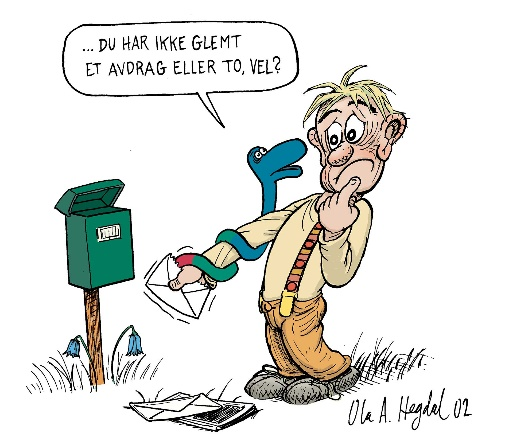 ... DU HAR IKKE GLEMT
ET AVDRAG ELLER TO, VEL?
Ola A. Hegdal 02